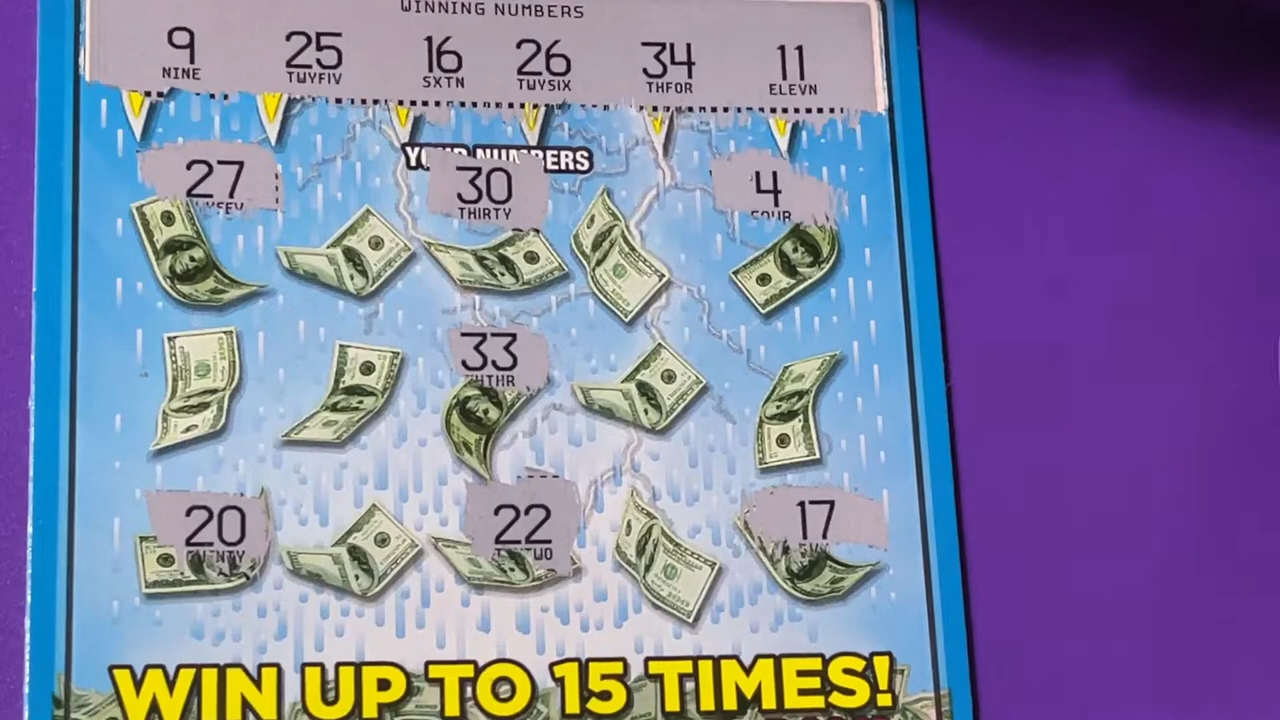 WINNING NUMBERS
9 25 16 26 34 11
NINE TWYFIV SXTN TWYSIX THFOR ELEVN
YOUR NUMBERS
27 30 4
THIRTY FOUR
33
20 22 17
WIN UP TO 15 TIMES!